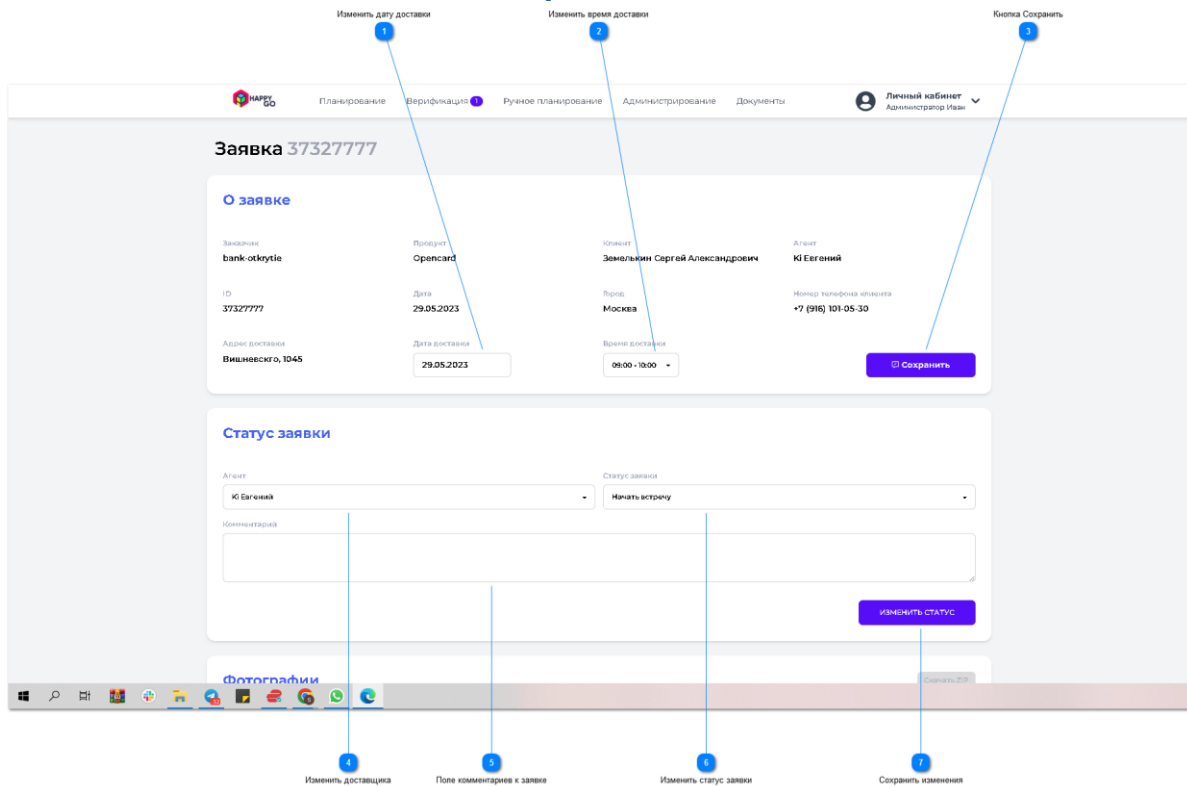 Изменить дату доставки
Изменить время доставки
Кнопка Сохранить
1
2
3
HAPPY GO
Планирование
Верификация 1
Ручное планирование
Администрирование
Документы
Личный кабинет
Администратор Иван
Заявка 37327777
О заявке
Заказчик
Продукт
Клиент
Агент
bank-otkrytie
Opencard
Земелькин Сергей Александрович
Ki Евгений
ID
Дата
Город
Номер телефона клиента
37327777
29.05.2023
Москва
+7 (916) 101-05-30
Адрес доставки
Дата доставки
Время доставки
Вишневскго, 1045
29.05.2023
09:00 - 10:00
Сохранить
Статус заявки
Агент
Статус заявки
Ki Евгений
Начать встречу
Комментарий
ИЗМЕНИТЬ СТАТУС
Фотографии
Скачать ZIP
4
5
6
7
Изменить доставщика
Поле комментариев к заявке
Изменить статус заявки
Сохранить изменения